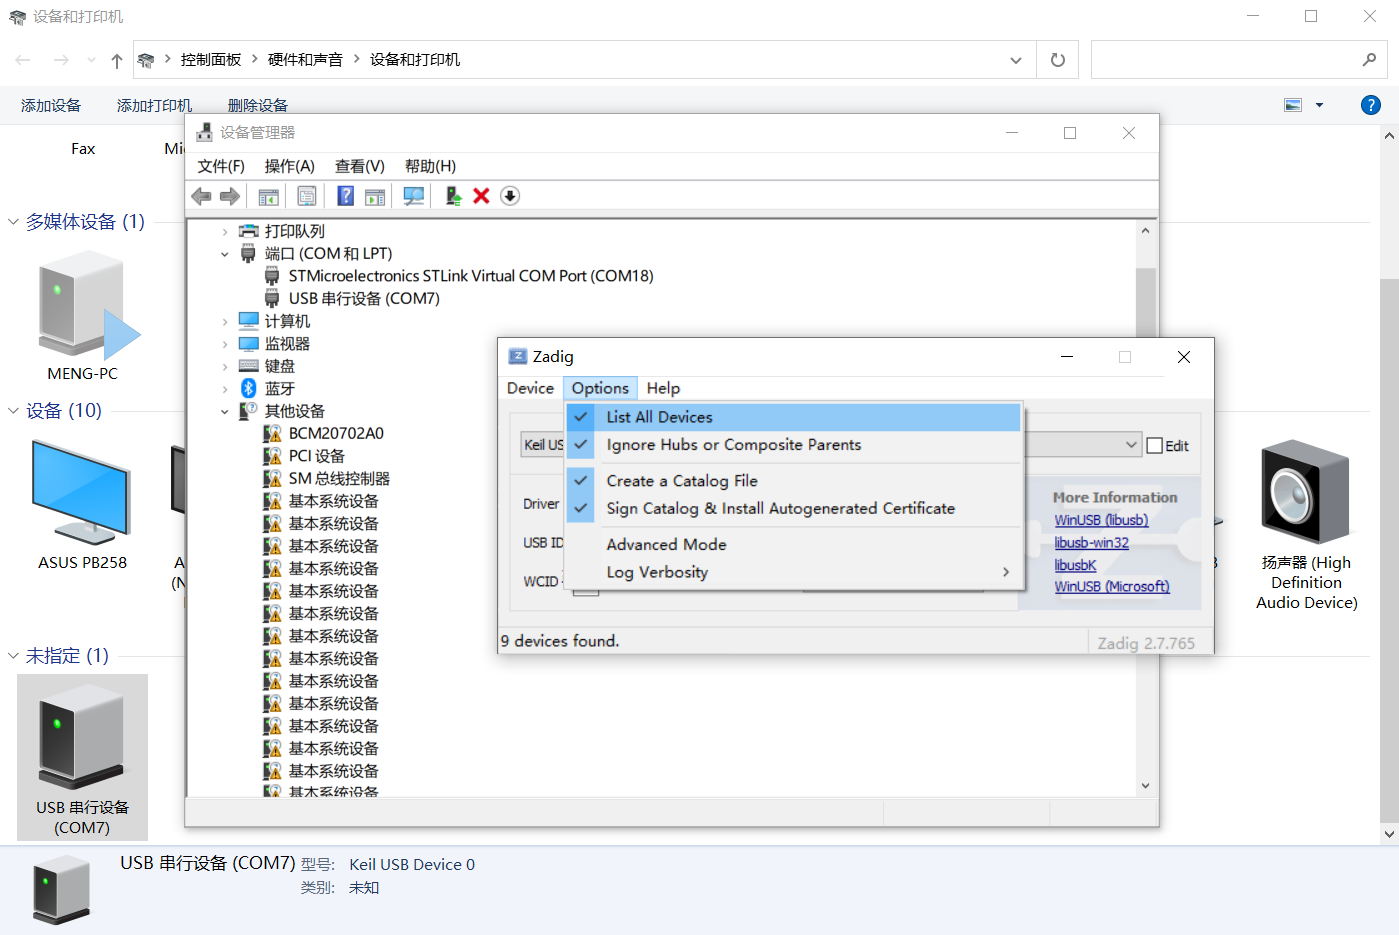 设备和打印机
控制面板 硬件和声音 设备和打印机
添加设备 添加打印机 删除设备
Fax
多媒体设备 (1)
MENG-PC
设备 (10)
ASUS PB258
扬声器 (High
Definition
Audio Device)
未指定 (1)
USB 串行设备
(COM7)
设备管理器
文件(F) 操作(A) 查看(V) 帮助(H)
打印队列
端口 (COM 和 LPT)
STMicroelectronics STLink Virtual COM Port (COM18)
USB 串行设备 (COM7)
计算机
监视器
键盘
蓝牙
其他设备
BCM20702A0
PCI 设备
SM 总线控制器
基本系统设备
基本系统设备
基本系统设备
基本系统设备
基本系统设备
基本系统设备
基本系统设备
基本系统设备
基本系统设备
基本系统设备
基本系统设备
基本系统设备
基本系统设备
基本系统设备
Zadig
Device Options Help
List All Devices
Ignore Hubs or Composite Parents
Create a Catalog File
Sign Catalog & Install Autogenerated Certificate
Advanced Mode
Log Verbosity
Keil US
Edit
Driver
USB ID
WCID
More Information
WinUSB (libusb)
libusb-win32
libusbK
WinUSB (Microsoft)
9 devices found.
Zadig 2.7.765
USB 串行设备 (COM7) 型号: Keil USB Device 0
类别: 未知